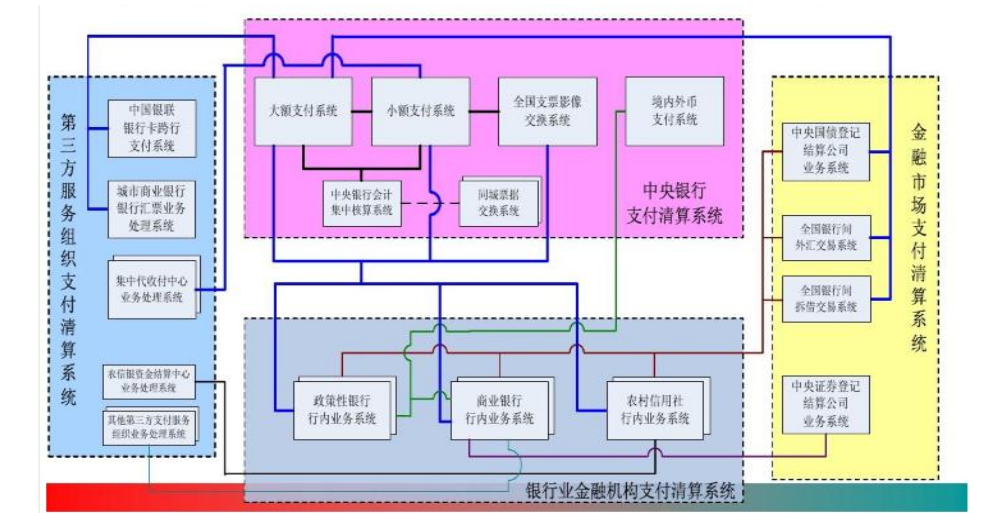 第三方服务组织支付清算系统
中国银联
银行卡跨行
支付系统
城市商业银行
银行汇票业务
处理系统
集中代收付中心
业务处理系统
农信银资金结算中心
业务处理系统
其他第三方支付服务
组织业务处理系统
大额支付系统
小额支付系统
全国支票影像
交换系统
境内外币
支付系统
中央银行会计
集中核算系统
同城票据
交换系统
中央银行
支付清算系统
政策性银行
行内业务系统
商业银行
行内业务系统
农村信用社
行内业务系统
银行业金融机构支付清算系统
中央国债登记
结算公司
业务系统
全国银行间
外汇交易系统
全国银行间
拆借交易系统
中央证券登记
结算公司
业务系统
金融市场支付清算系统